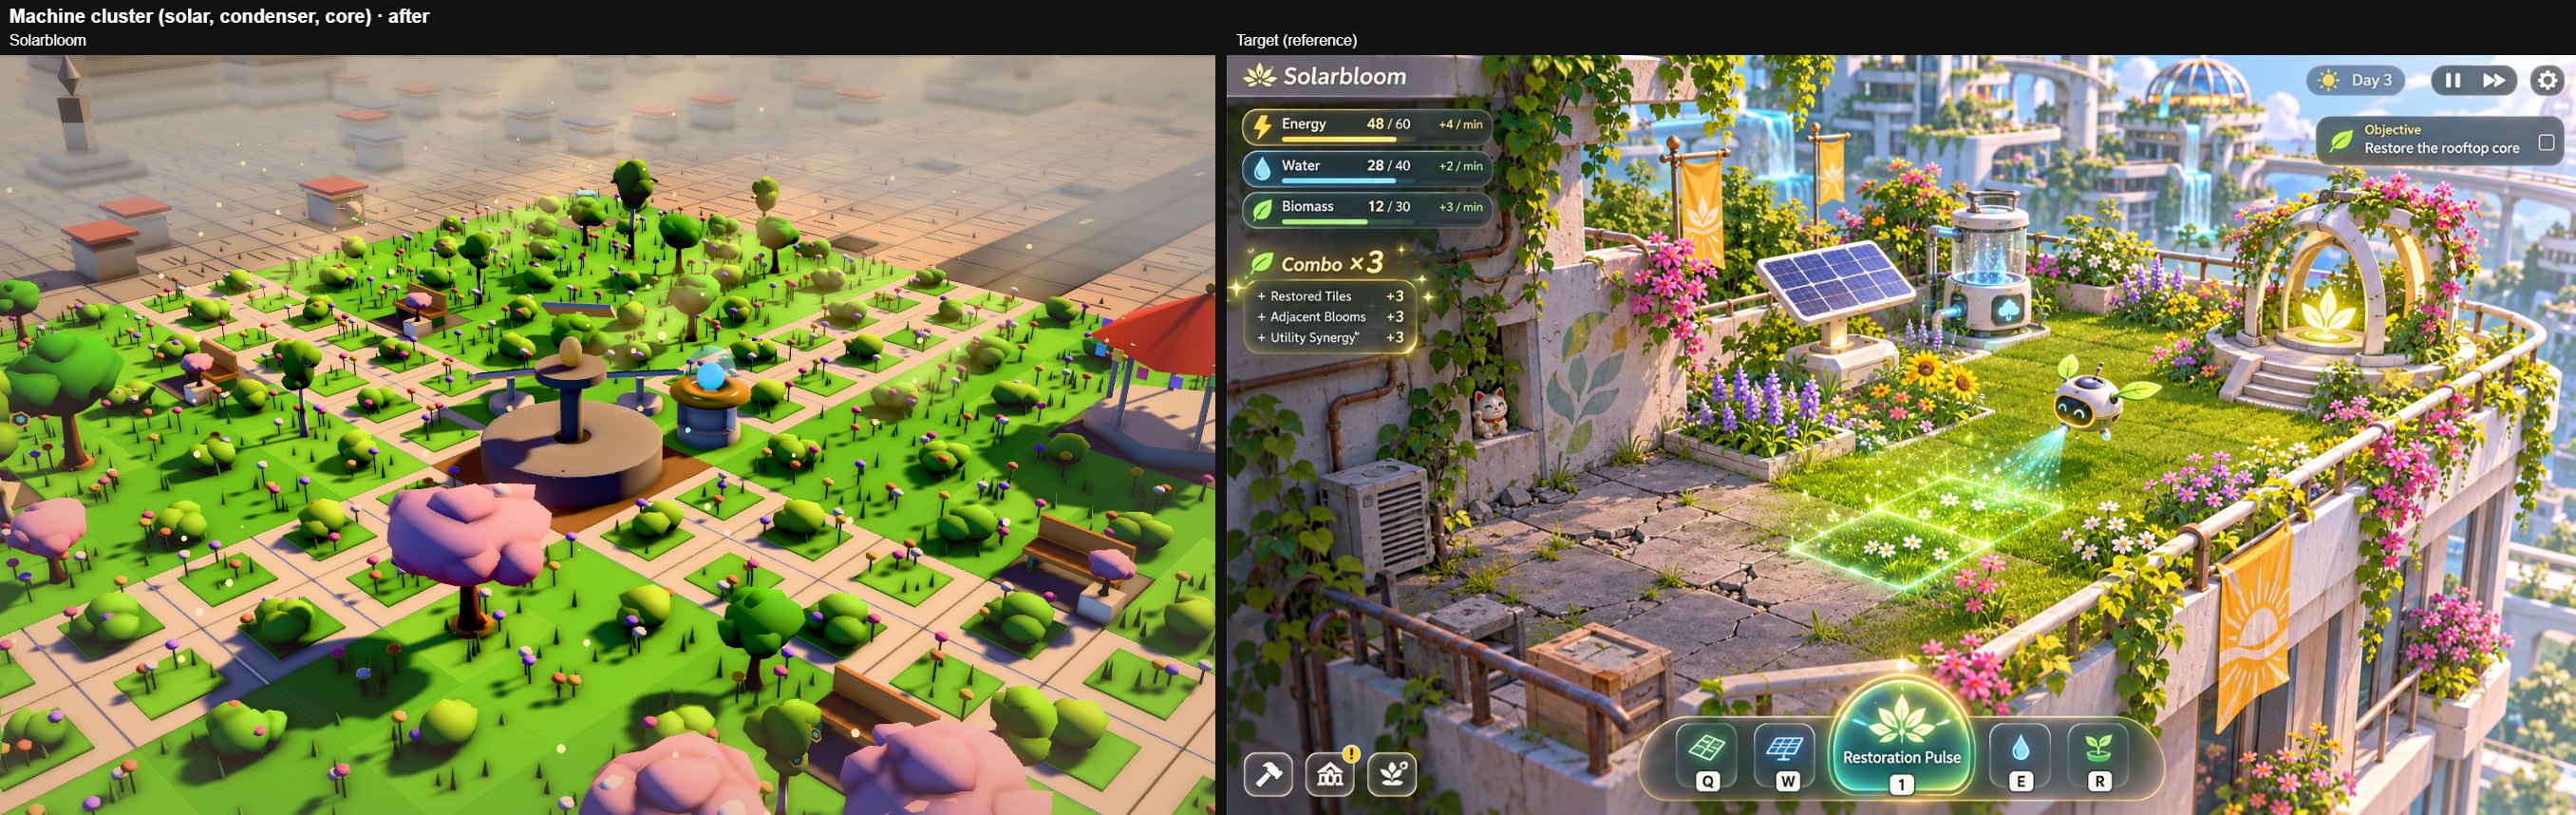 Machine cluster (solar, condenser, core) · after
Solarbloom
Target (reference)
Solarbloom
Day 3
Energy 48 / 60 +4 / min
Objective
Restore the rooftop core
Water 28 / 40 +2 / min
Biomass 12 / 30 +3 / min
Combo ×3
+ Restored Tiles +3
+ Adjacent Blooms +3
+ Utility Synergy +3
Restoration Pulse
Q W 1 E R
!